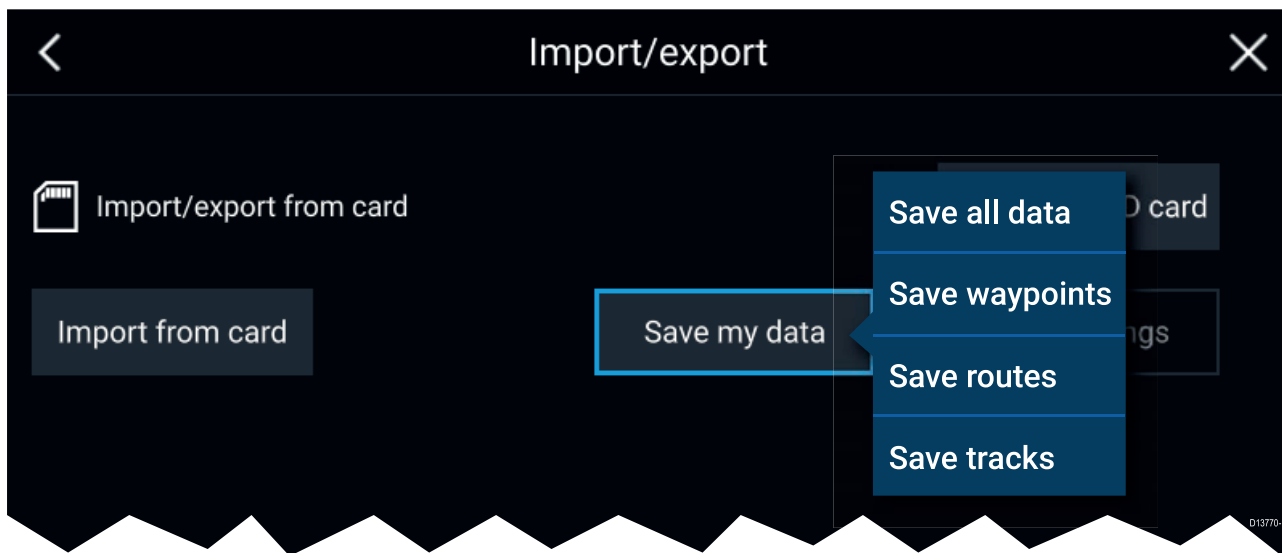 Import/export
Import/export from card
D card
Save all data
Save waypoints
Import from card
Save my data
ngs
Save routes
Save tracks
D13770-